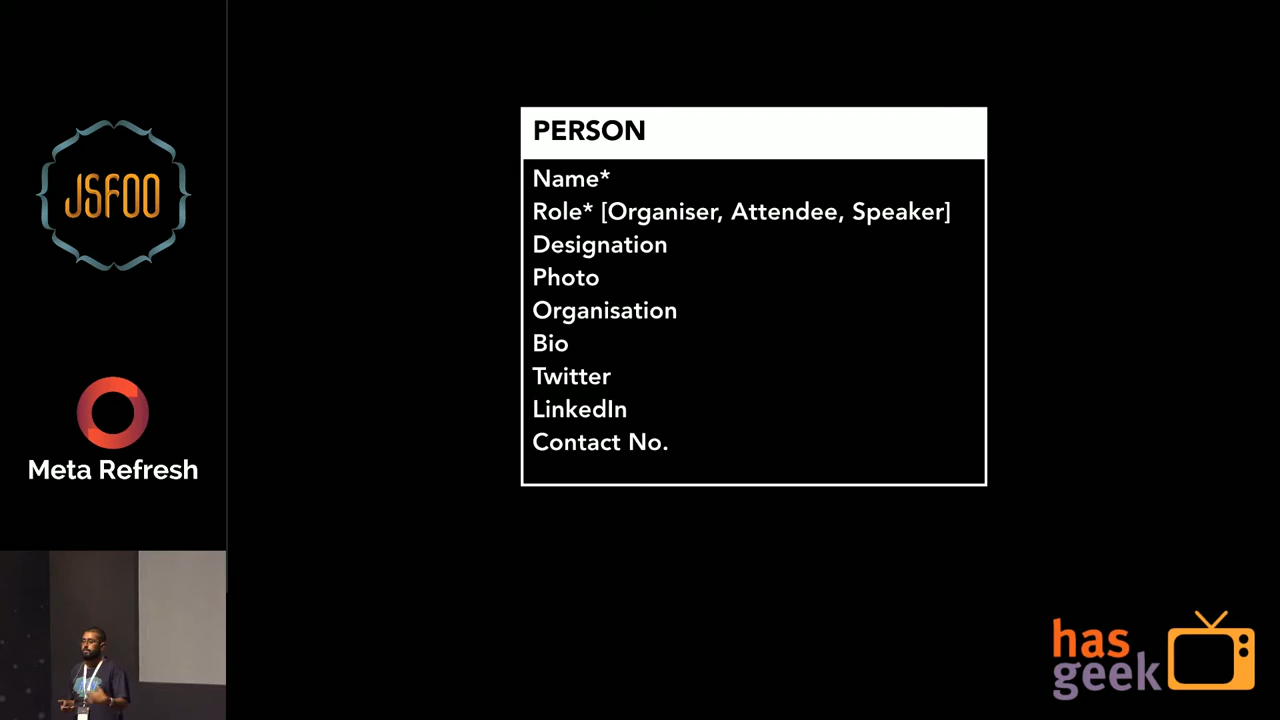 JSFOO
Meta Refresh
PERSON
Name*
Role* [Organiser, Attendee, Speaker]
Designation
Photo
Organisation
Bio
Twitter
LinkedIn
Contact No.
has
geek